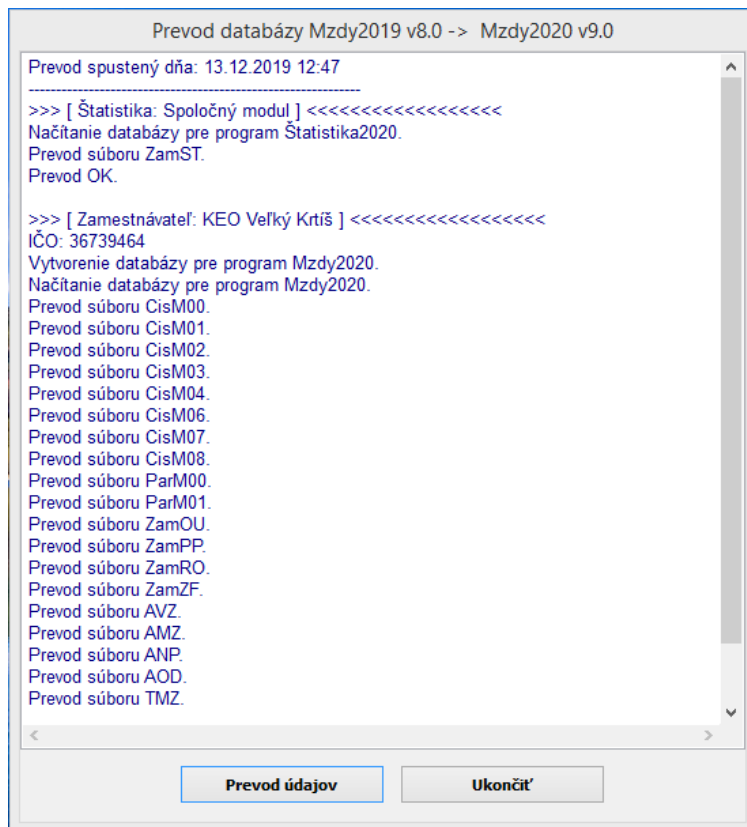 Prevod databázy Mzdy2019 v8.0 -> Mzdy2020 v9.0
Prevod spustený dňa: 13.12.2019 12:47
------------------------------------------------------------
>>> [ Štatistika: Spoločný modul ] <<<<<<<<<<<<<<<<<<
Načítanie databázy pre program Štatistika2020.
Prevod súboru ZamST.
Prevod OK.
>>> [ Zamestnávateľ: KEO Veľký Krtíš ] <<<<<<<<<<<<<<<<<<
IČO: 36739464
Vytvorenie databázy pre program Mzdy2020.
Načítanie databázy pre program Mzdy2020.
Prevod súboru CisM00.
Prevod súboru CisM01.
Prevod súboru CisM02.
Prevod súboru CisM03.
Prevod súboru CisM04.
Prevod súboru CisM06.
Prevod súboru CisM07.
Prevod súboru CisM08.
Prevod súboru ParM00.
Prevod súboru ParM01.
Prevod súboru ZamOU.
Prevod súboru ZamPP.
Prevod súboru ZamRO.
Prevod súboru ZamZF.
Prevod súboru AVZ.
Prevod súboru AMZ.
Prevod súboru ANP.
Prevod súboru AOD.
Prevod súboru TMZ.
Prevod údajov
Ukončiť